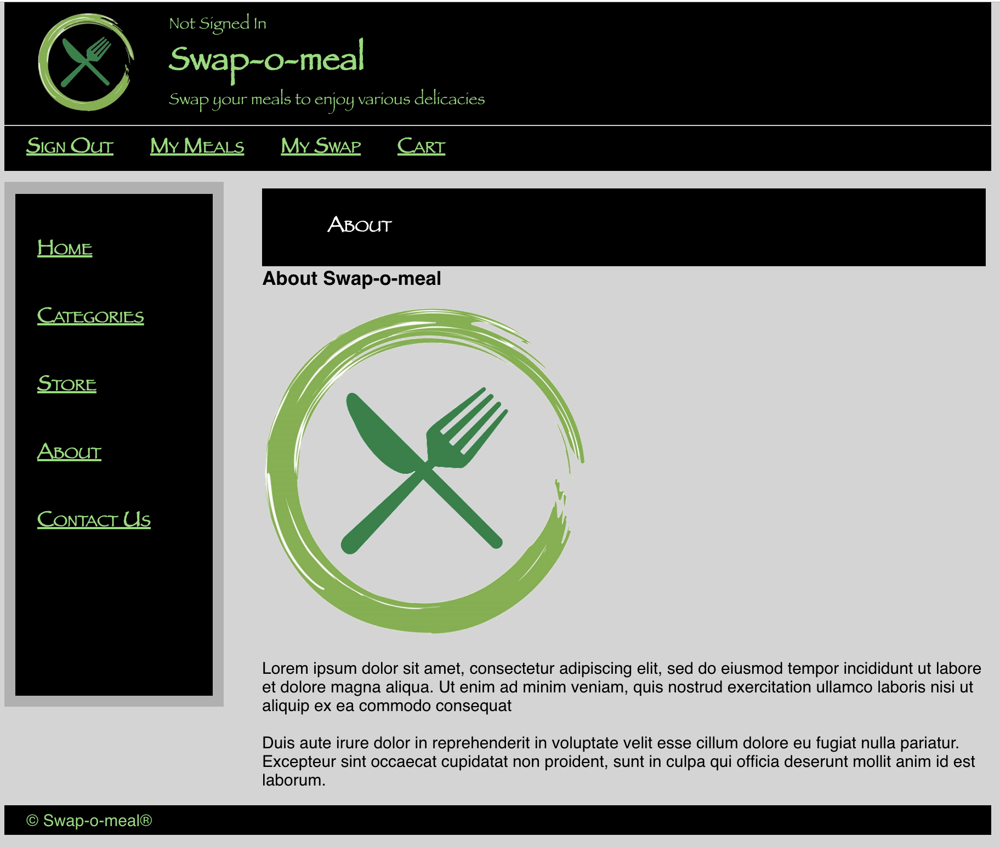 Not Signed In
Swap-o-meal
Swap your meals to enjoy various delicacies
Sign Out My Meals My Swap Cart
Home
Categories
Store
About
Contact Us
About
About Swap-o-meal
Lorem ipsum dolor sit amet, consectetur adipiscing elit, sed do eiusmod tempor incididunt ut labore
et dolore magna aliqua. Ut enim ad minim veniam, quis nostrud exercitation ullamco laboris nisi ut
aliquip ex ea commodo consequat
Duis aute irure dolor in reprehenderit in voluptate velit esse cillum dolore eu fugiat nulla pariatur.
Excepteur sint occaecat cupidatat non proident, sunt in culpa qui officia deserunt mollit anim id est
laborum.
© Swap-o-meal®